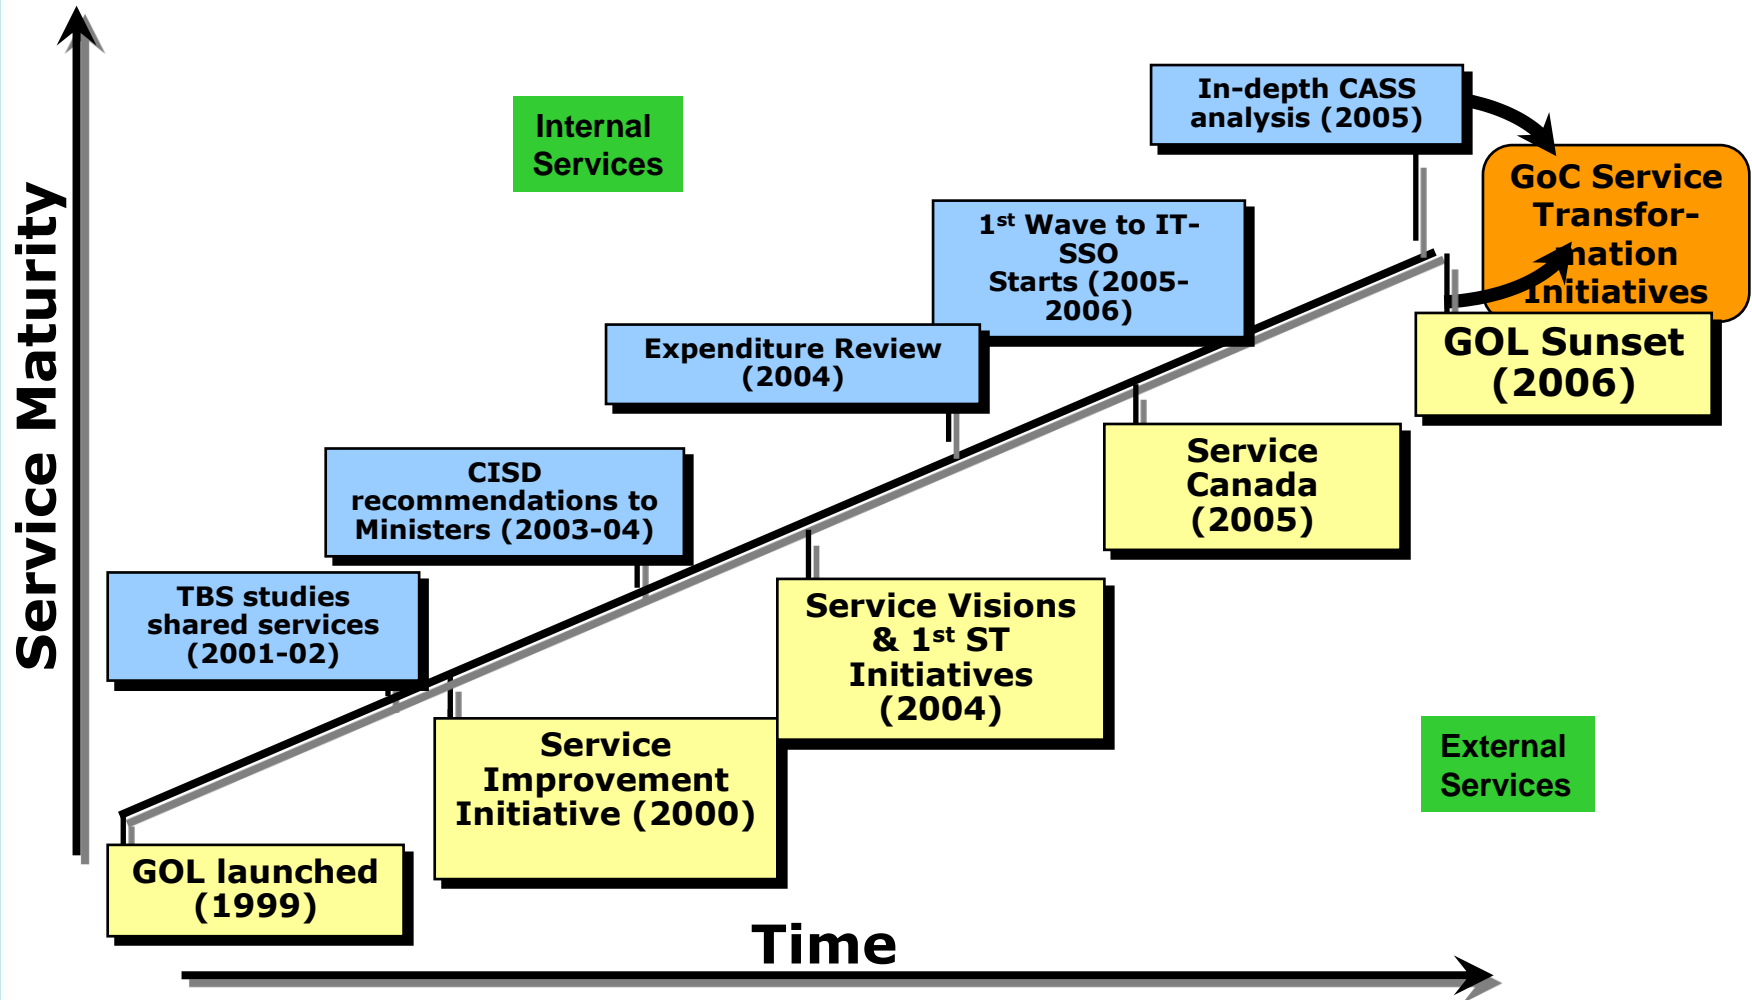 Service Maturity
Internal
Services
In-depth CASS
analysis (2005)
GoC Service
Transfor-
mation
Initiatives
1st Wave to IT-
SSO
Starts (2005-
2006)
Expenditure Review
(2004)
GOL Sunset
(2006)
CISD
recommendations to
Ministers (2003-04)
Service
Canada
(2005)
TBS studies
shared services
(2001-02)
Service Visions
& 1st ST
Initiatives
(2004)
Service
Improvement
Initiative (2000)
External
Services
GOL launched
(1999)
Time